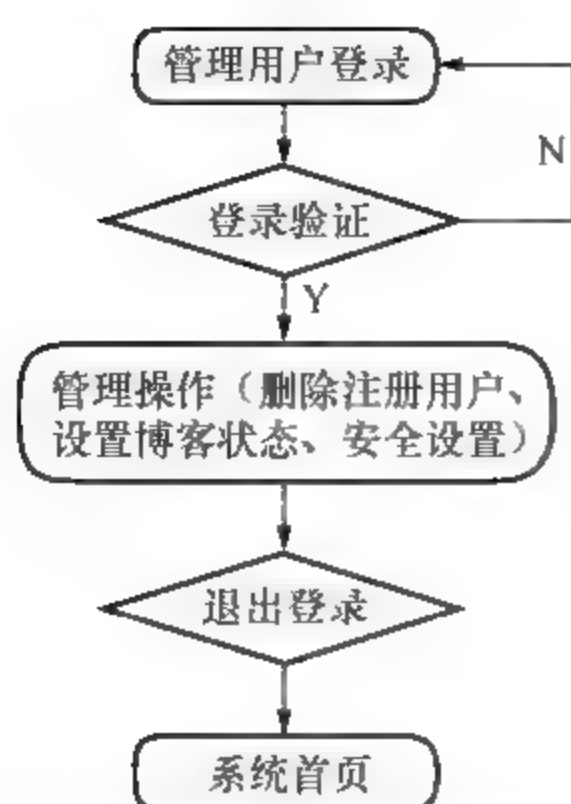 管理用户登录
N
登录验证
Y
管理操作（删除注册用户、
设置博客状态、安全设置）
退出登录
系统首页